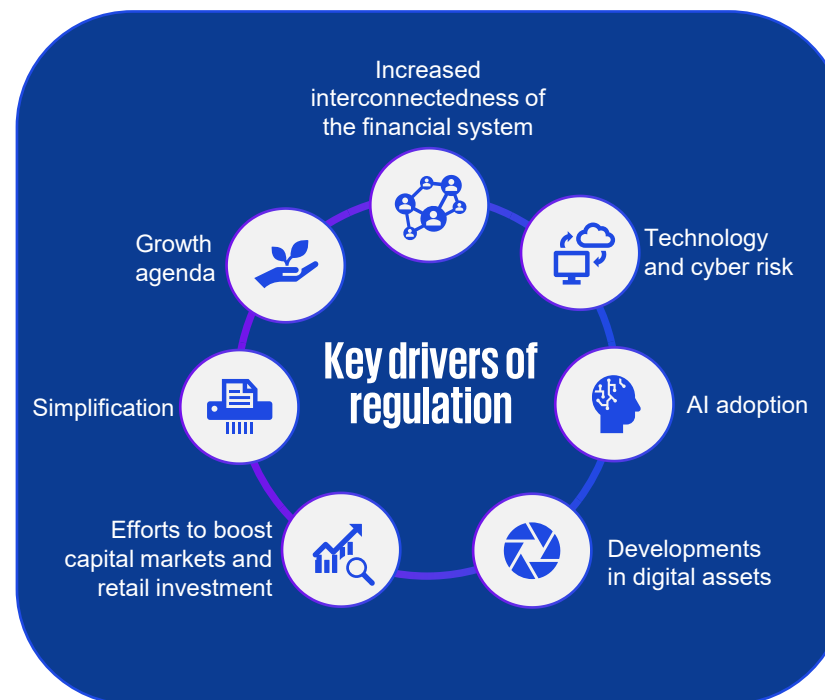 Increased
interconnectedness of
the financial system
Technology
and cyber risk
AI adoption
Developments
in digital assets
Efforts to boost
capital markets and
retail investment
Simplification
Growth
agenda
Key drivers of
regulation